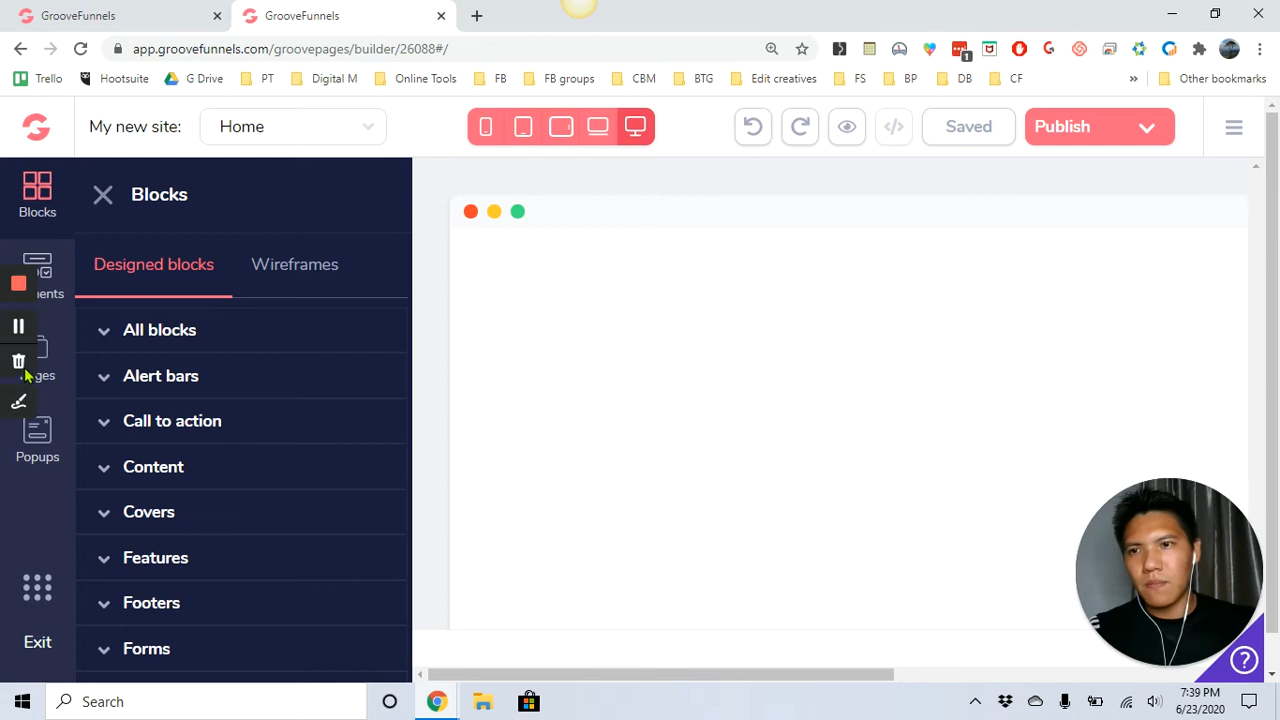 GrooveFunnels
GrooveFunnels
app.groovefunnels.com/groovepages/builder/26088#/
Trello
Hootsuite
G Drive
PT
Digital M
Online Tools
FB
FB groups
CBM
BTG
Edit creatives
FS
BP
DB
CF
»
Other bookmarks
1
My new site:
Home
Saved
Publish
Blocks
Blocks
Designed blocks
Wireframes
ents
All blocks
Alert bars
ges
Call to action
Popups
Content
Covers
Features
Footers
Exit
Forms
?
Search
7:39 PM
6/23/2020